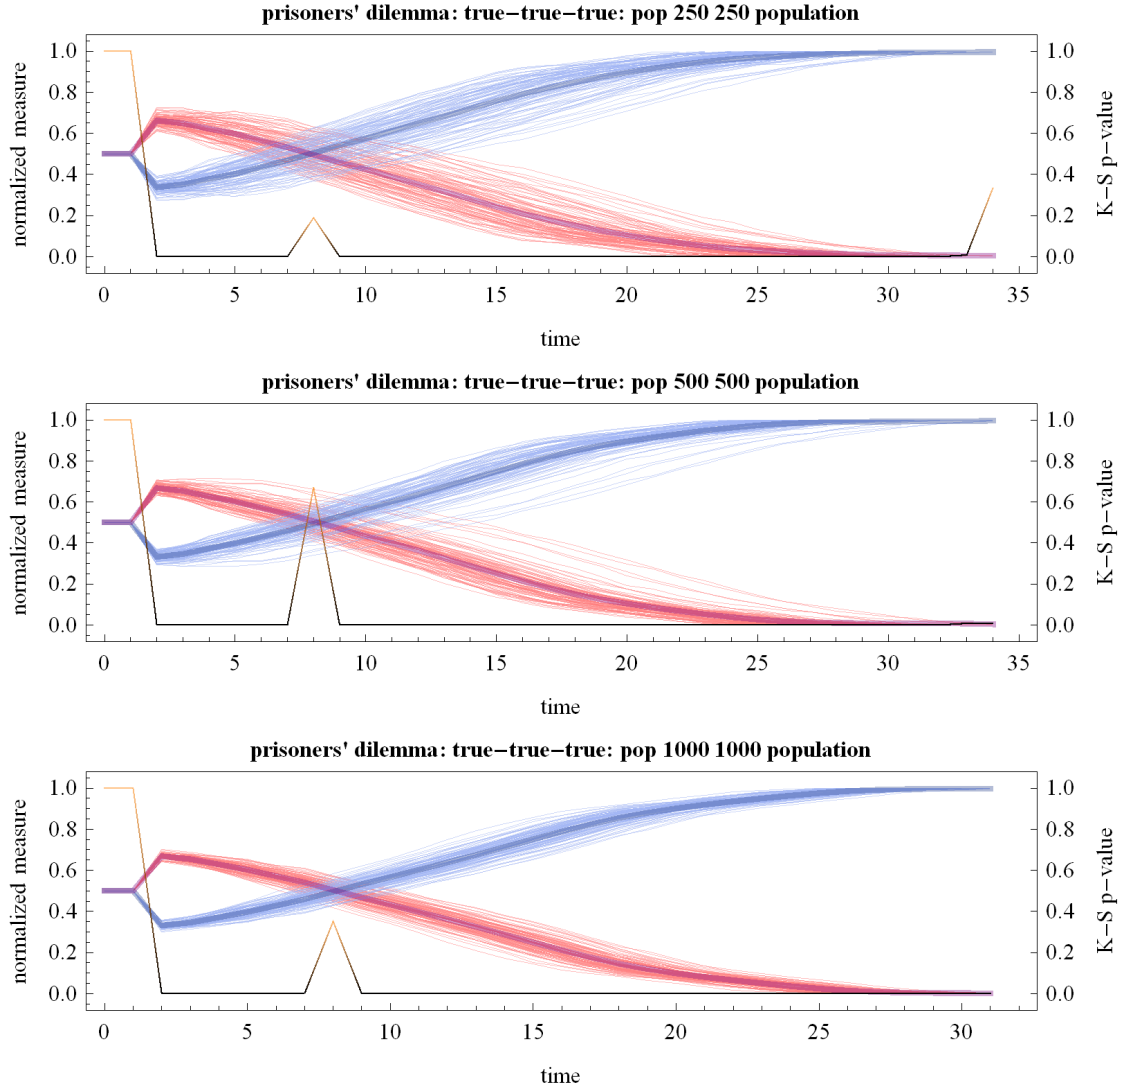 prisoners' dilemma: true−true−true: pop 250 250 population
1.0 1.0
0.8 0.8
0.6 0.6
0.4 0.4
0.2 0.2
0.0 0.0
normalized measure
K−S p−value
0 5 10 15 20 25 30 35
time
prisoners' dilemma: true−true−true: pop 500 500 population
1.0 1.0
0.8 0.8
0.6 0.6
0.4 0.4
0.2 0.2
0.0 0.0
normalized measure
K−S p−value
0 5 10 15 20 25 30 35
time
prisoners' dilemma: true−true−true: pop 1000 1000 population
1.0 1.0
0.8 0.8
0.6 0.6
0.4 0.4
0.2 0.2
0.0 0.0
normalized measure
K−S p−value
0 5 10 15 20 25 30
time